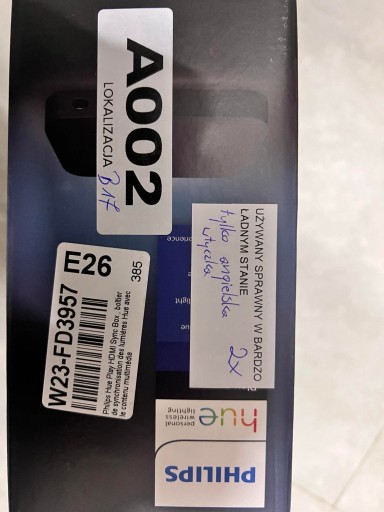 A002
LOKALIZACJA B17
E26
W23-FD3957
385
Philips Hue Play HDMI Sync Box , boîtier
de synchronisation des lumières Hue avec
le contenu multimédia
UŻYWANY SPRAWNY W BARDZO
ŁADNYM STANIE
2x
tylko angielska
wtyczka
hue
personal
wireless
lighting
PHILIPS